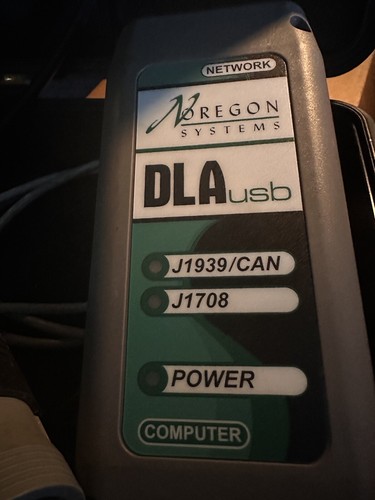 NETWORK
NOREGON
SYSTEMS
DLAusb
J1939/CAN
J1708
POWER
COMPUTER